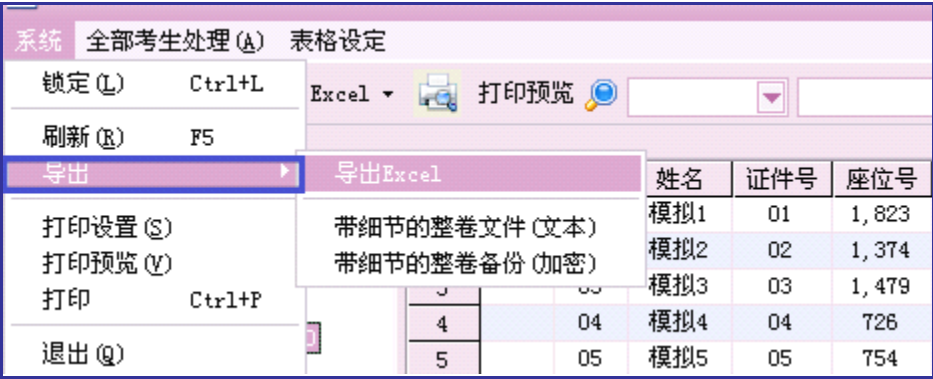 系统 全部考生处理(A) 表格设定
锁定(L) Ctrl+L
Excel 打印预览
刷新(R) F5
导出 导出Excel
姓名 证件号 座位号
模拟1 01 1,823
打印设置(S) 带细节的整卷文件(文本)
模拟2 02 1,374
打印预览(V) 带细节的整卷备份(加密)
03 模拟3 03 1,479
打印 Ctrl+P
4 04 模拟4 04 726
退出(Q)
5 05 模拟5 05 754